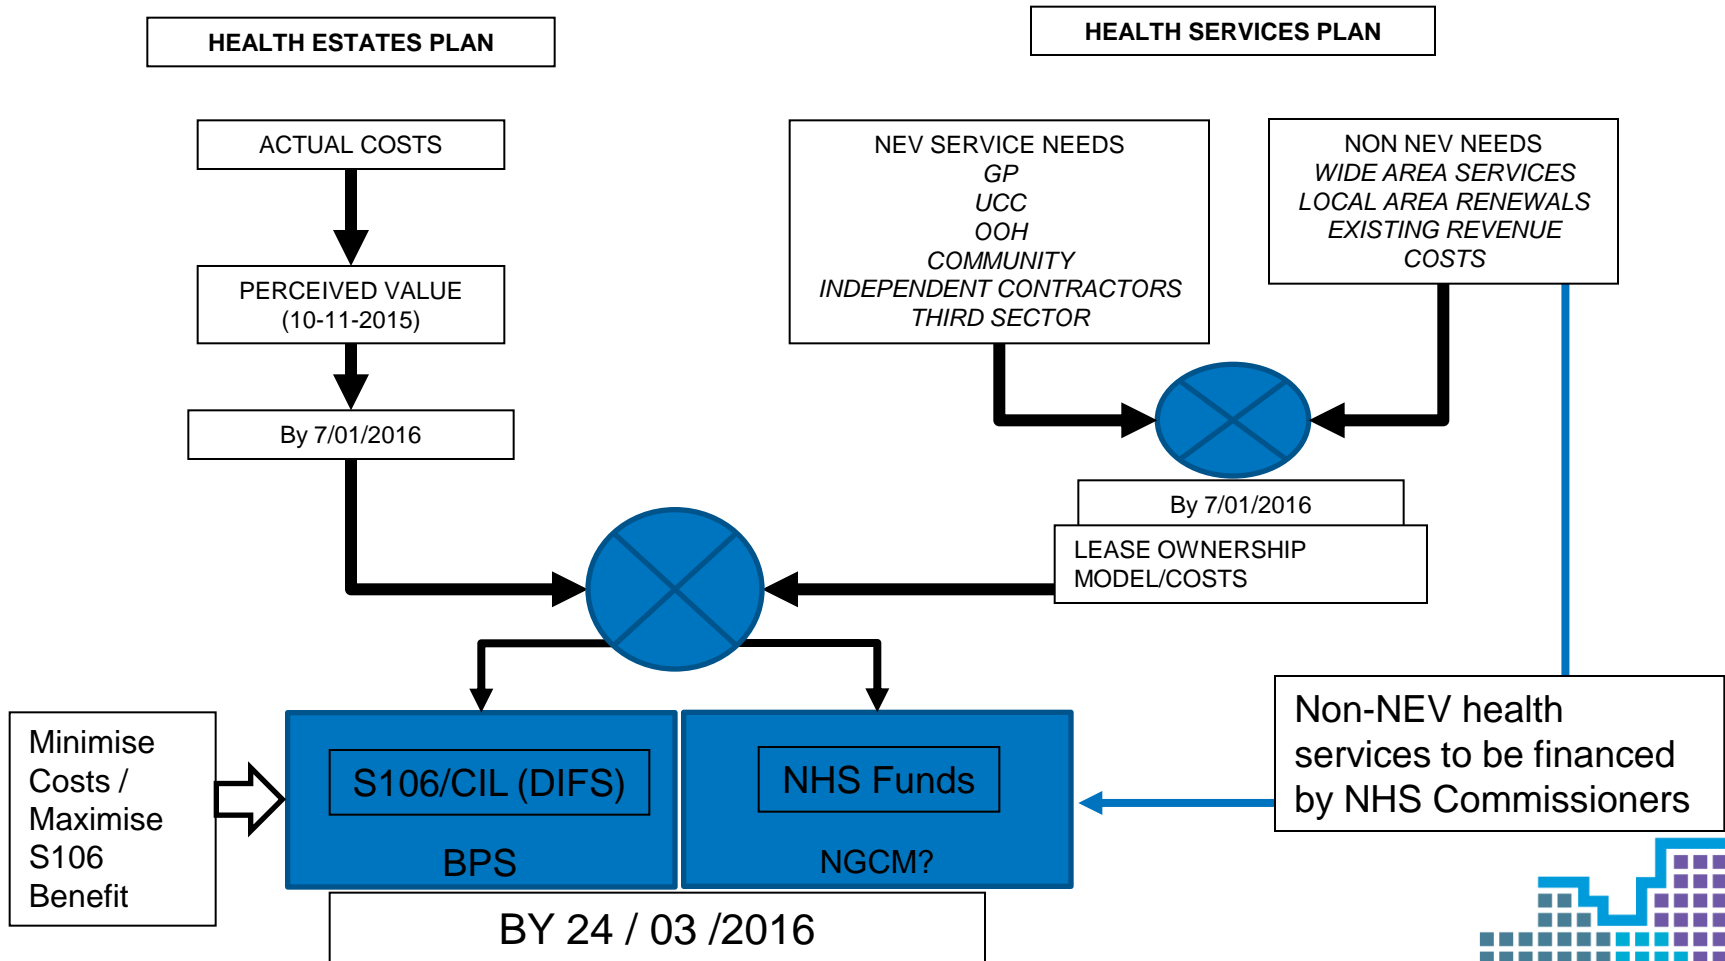 HEALTH ESTATES PLAN
HEALTH SERVICES PLAN
ACTUAL COSTS
PERCEIVED VALUE
(10-11-2015)
By 7/01/2016
NEV SERVICE NEEDS
GP
UCC
OOH
COMMUNITY
INDEPENDENT CONTRACTORS
THIRD SECTOR
NON NEV NEEDS
WIDE AREA SERVICES
LOCAL AREA RENEWALS
EXISTING REVENUE
COSTS
By 7/01/2016
LEASE OWNERSHIP
MODEL/COSTS
Minimise
Costs /
Maximise
S106
Benefit
S106/CIL (DIFS)
BPS
NHS Funds
NGCM?
Non-NEV health
services to be financed
by NHS Commissioners
BY 24 / 03 /2016